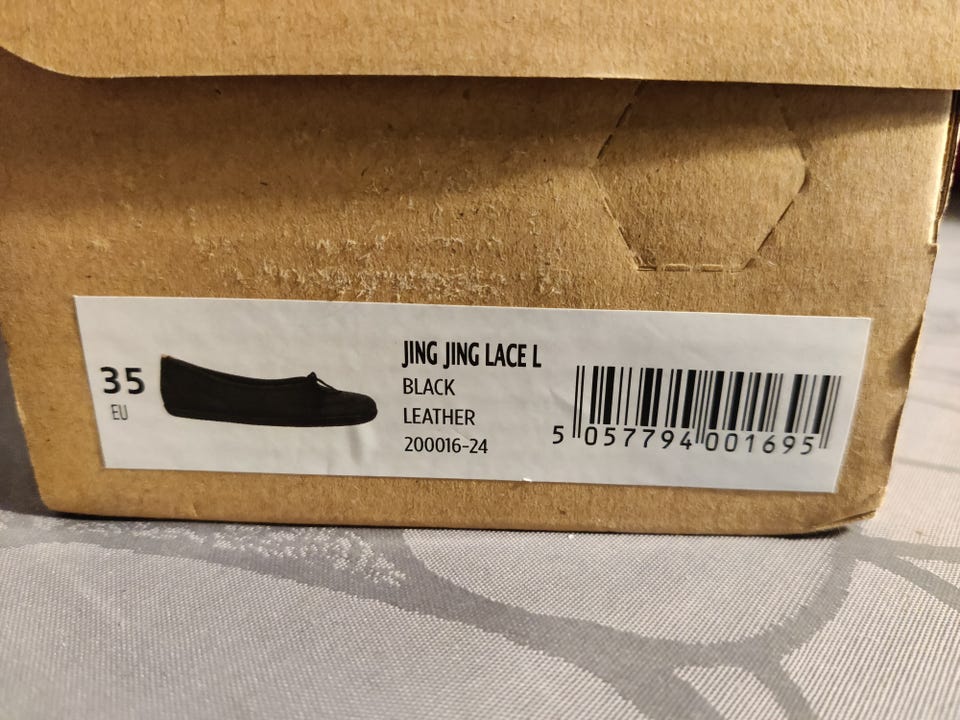 35
EU
JING JING LACE L
BLACK
LEATHER
200016-24
5 057794 001695